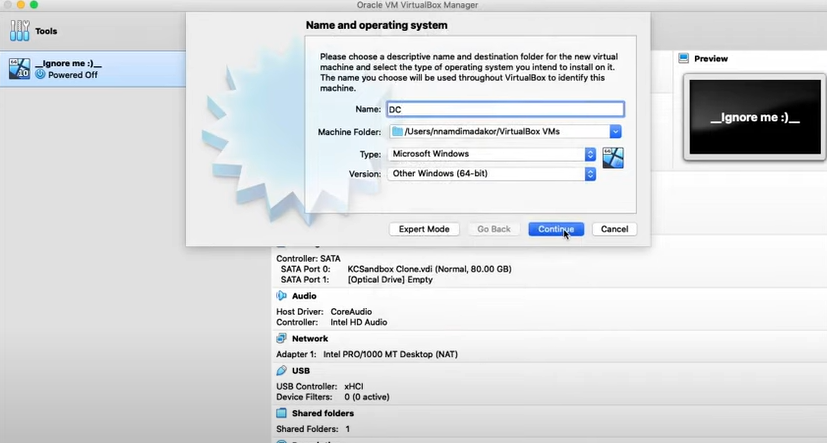 Oracle VM VirtualBox Manager
Tools
__Ignore me :)__
Powered Off
64
10
Name and operating system
Please choose a descriptive name and destination folder for the new virtual
machine and select the type of operating system you intend to install on it.
The name you choose will be used throughout VirtualBox to identify this
machine.
Name: DC
Machine Folder: /Users/nnamdimadakor/VirtualBox VMs
Type: Microsoft Windows
64
Version: Other Windows (64-bit)
Expert Mode
Go Back
Continue
Cancel
Preview
__Ignore me :)__
Controller: SATA
SATA Port 0: KCSandbox Clone.vdi (Normal, 80.00 GB)
SATA Port 1: [Optical Drive] Empty
Audio
Host Driver: CoreAudio
Controller: Intel HD Audio
Network
Adapter 1: Intel PRO/1000 MT Desktop (NAT)
USB
USB Controller: xHCI
Device Filters: 0 (0 active)
Shared folders
Shared Folders: 1